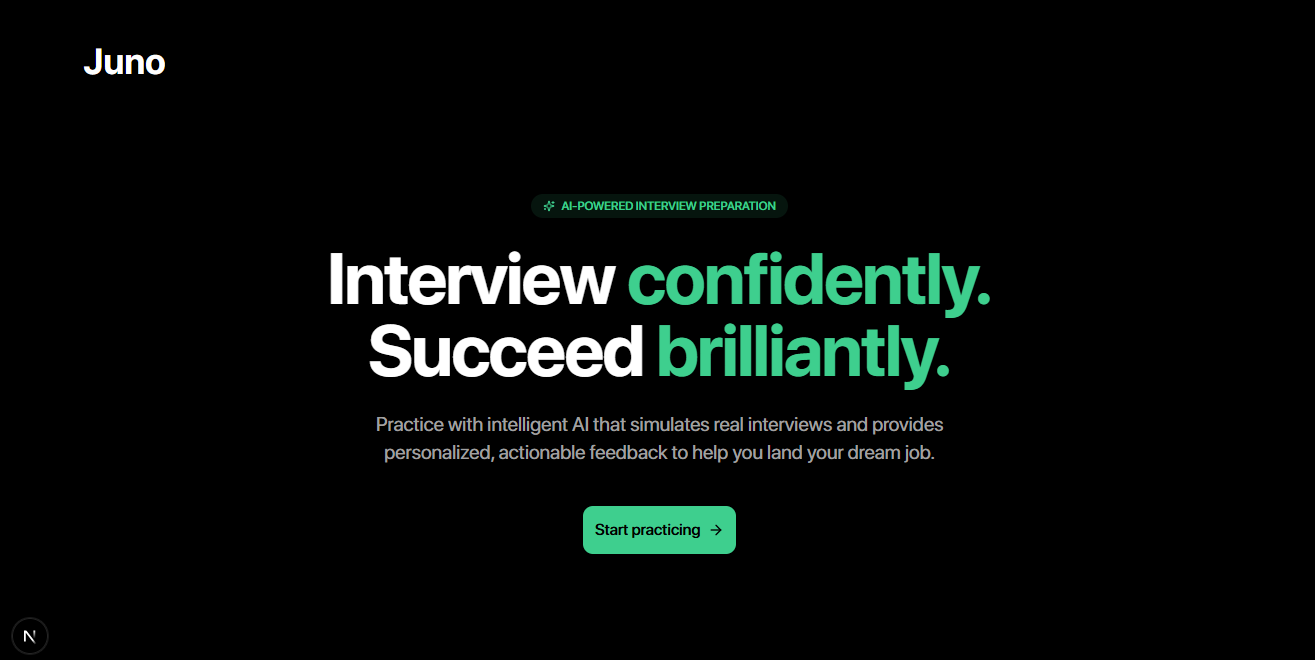 Juno
AI-POWERED INTERVIEW PREPARATION
Interview confidently.
Succeed brilliantly.
Practice with intelligent AI that simulates real interviews and provides
personalized, actionable feedback to help you land your dream job.
Start practicing
N